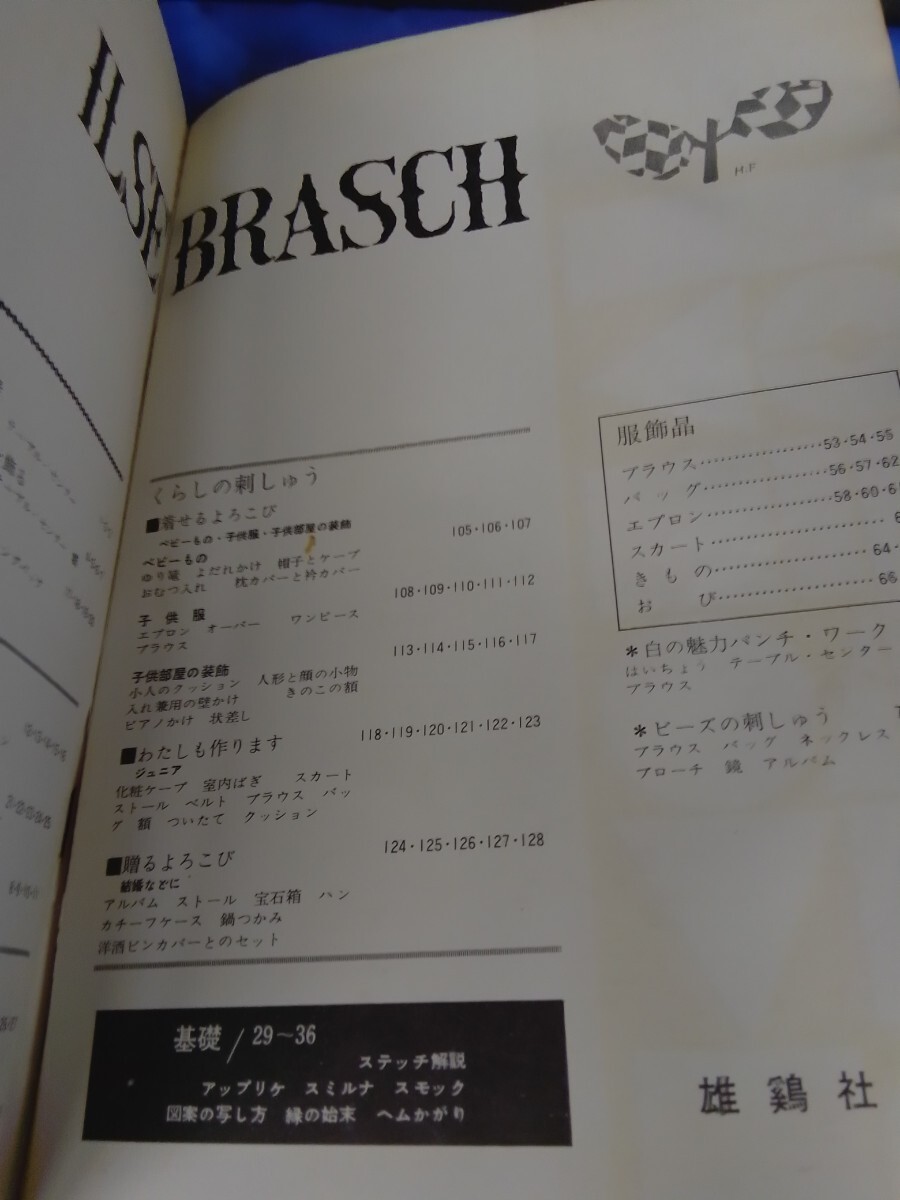 ILSE
BRASCH
H.F
くらしの刺しゅう
■着せるよろこび
ベビーもの・子供服・子供部屋の装飾
ベビーもの 105・106・107
ゆり篭 よだれかけ 帽子とケープ
おむつ入れ 枕カバーと衿カバー
子供服 108・109・110・111・112
エプロン オーバー ワンピース
ブラウス
子供部屋の装飾 113・114・115・116・117
小人のクッション 人形と顔の小物
入れ兼用の壁かけ きのこの額
ピアノかけ 状差し
■わたしも作ります 118・119・120・121・122・123
ジュニア
化粧ケープ 室内ばき スカート
ストール ベルト ブラウス バッ
グ 額 ついたて クッション
■贈るよろこび 124・125・126・127・128
結婚などに
アルバム ストール 宝石箱 ハン
カチーフケース 鍋つかみ
洋酒ビンカバーとのセット
基礎/29〜36
ステッチ解説
アップリケ スミルナ スモック
図案の写し方 縁の始末 ヘムかがり
服飾品
ブラウス……………53・54・55
バッグ……………56・57・62
エプロン……………58・60・6
スカート……………6
きもの……………64・
おび……………66
*白の魅力パンチ・ワーク
はいちょう テーブル・センター
ブラウス
*ビーズの刺しゅう
ブラウス バッグ ネックレス
ブローチ 鏡 アルバム
雄鶏社